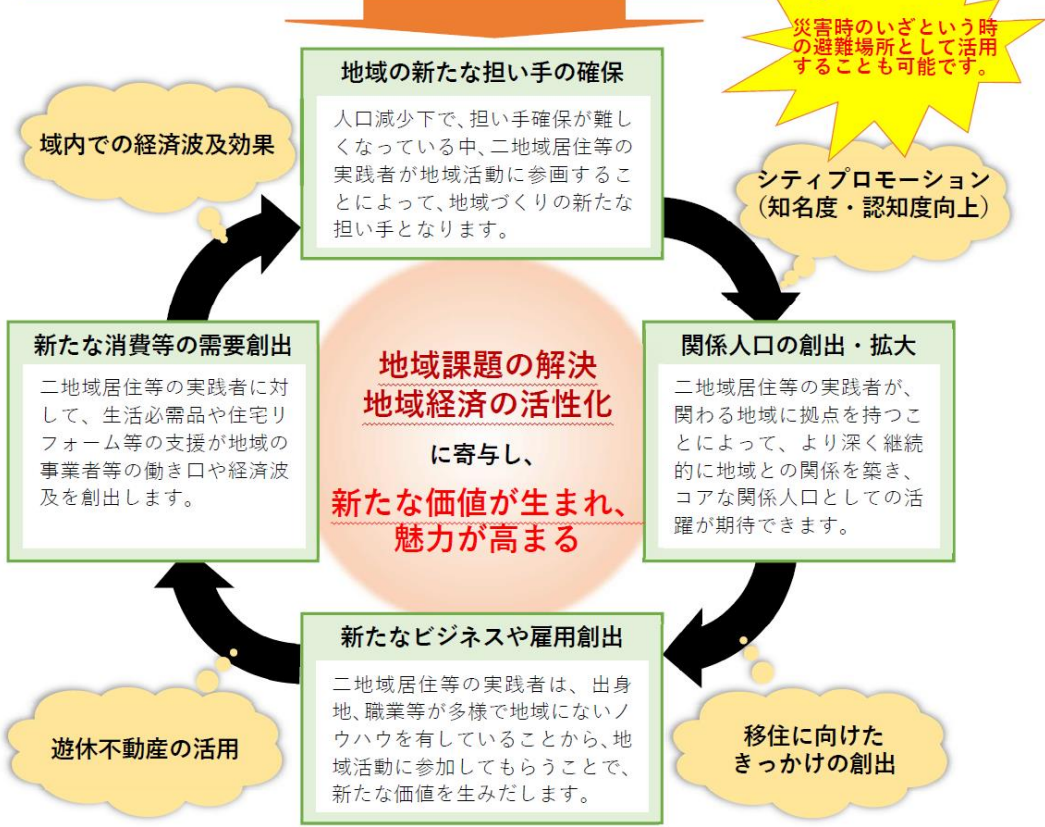 災害時のいざという時
の避難場所として活用
することも可能です。
地域の新たな担い手の確保
人口減少下で、担い手確保が難し
くなっている中、二地域居住等の
実践者が地域活動に参画するこ
とによって、地域づくりの新たな
担い手となります。
域内での経済波及効果
シティプロモーション
(知名度・認知度向上)
新たな消費等の需要創出
二地域居住等の実践者に対
して、生活必需品や住宅リ
フォーム等の支援が地域の
事業者等の働き口や経済波
及を創出します。
地域課題の解決
地域経済の活性化
に寄与し、
新たな価値が生まれ、
魅力が高まる
関係人口の創出・拡大
二地域居住等の実践者が、
関わる地域に拠点を持つこ
とによって、より深く継続
的に地域との関係を築き、
コアな関係人口としての活
躍が期待できます。
新たなビジネスや雇用創出
二地域居住等の実践者は、出身
地、職業等が多様で地域にないノ
ウハウを有していることから、地
域活動に参加してもらうことで、
新たな価値を生みだします。
遊休不動産の活用
移住に向けた
きっかけの創出